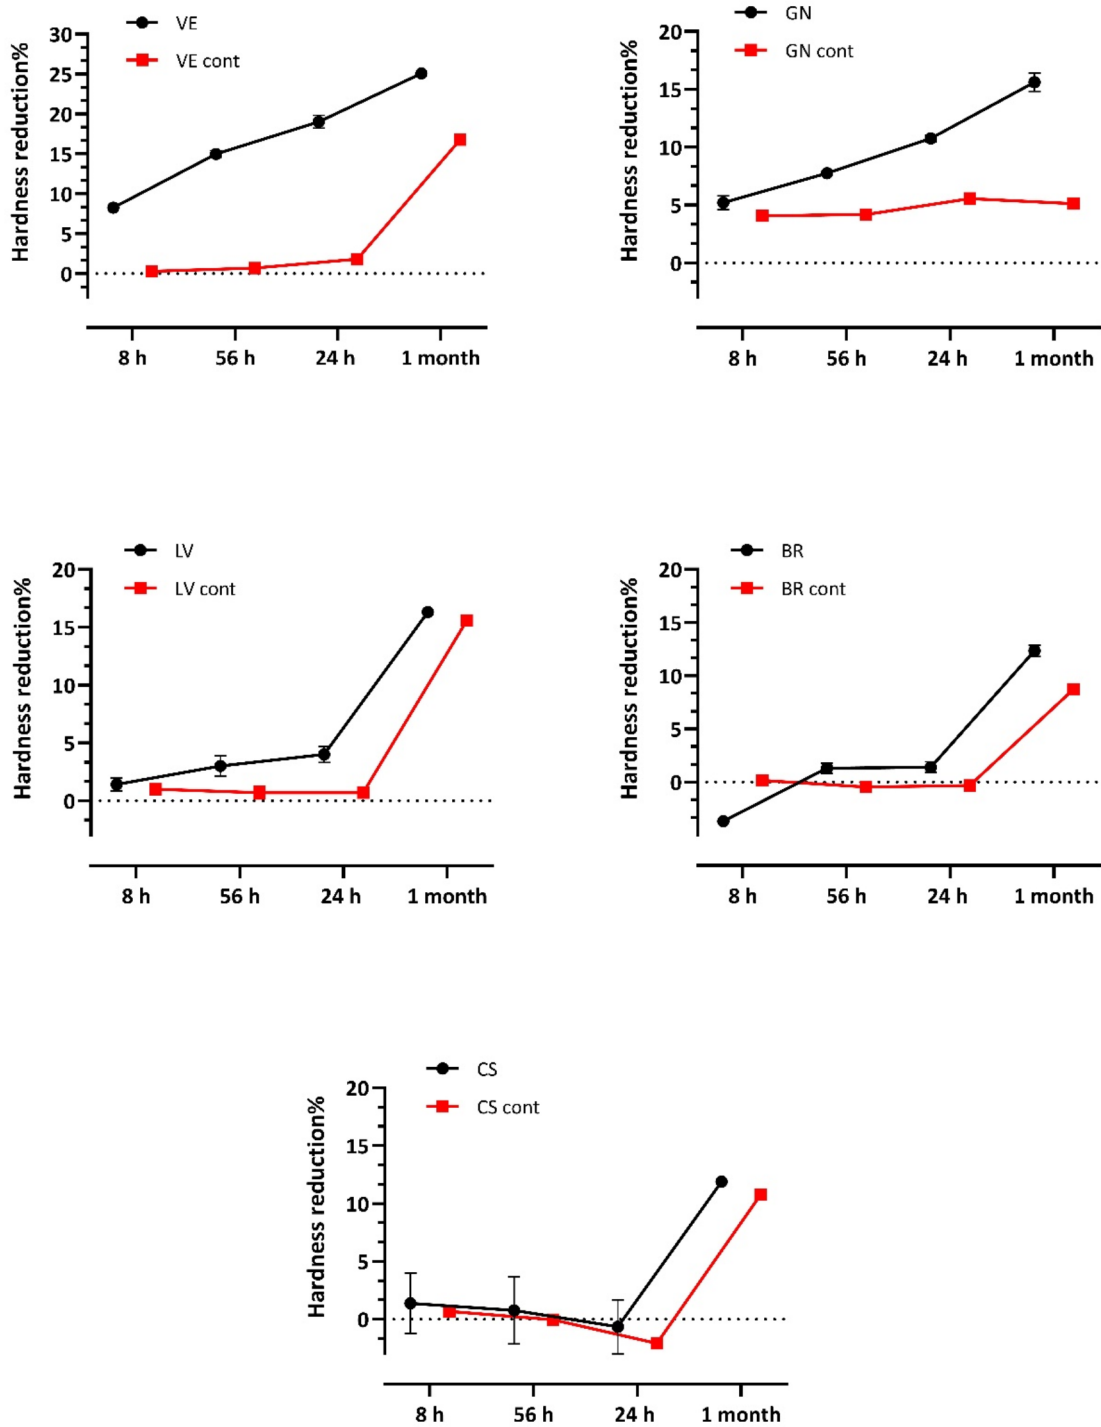 VE
VE cont
Hardness reduction%
30
25
20
15
10
5
0
8 h 56 h 24 h 1 month
GN
GN cont
Hardness reduction%
20
15
10
5
0
8 h 56 h 24 h 1 month
LV
LV cont
Hardness reduction%
20
15
10
5
0
8 h 56 h 24 h 1 month
BR
BR cont
Hardness reduction%
20
15
10
5
0
8 h 56 h 24 h 1 month
CS
CS cont
Hardness reduction%
20
15
10
5
0
8 h 56 h 24 h 1 month